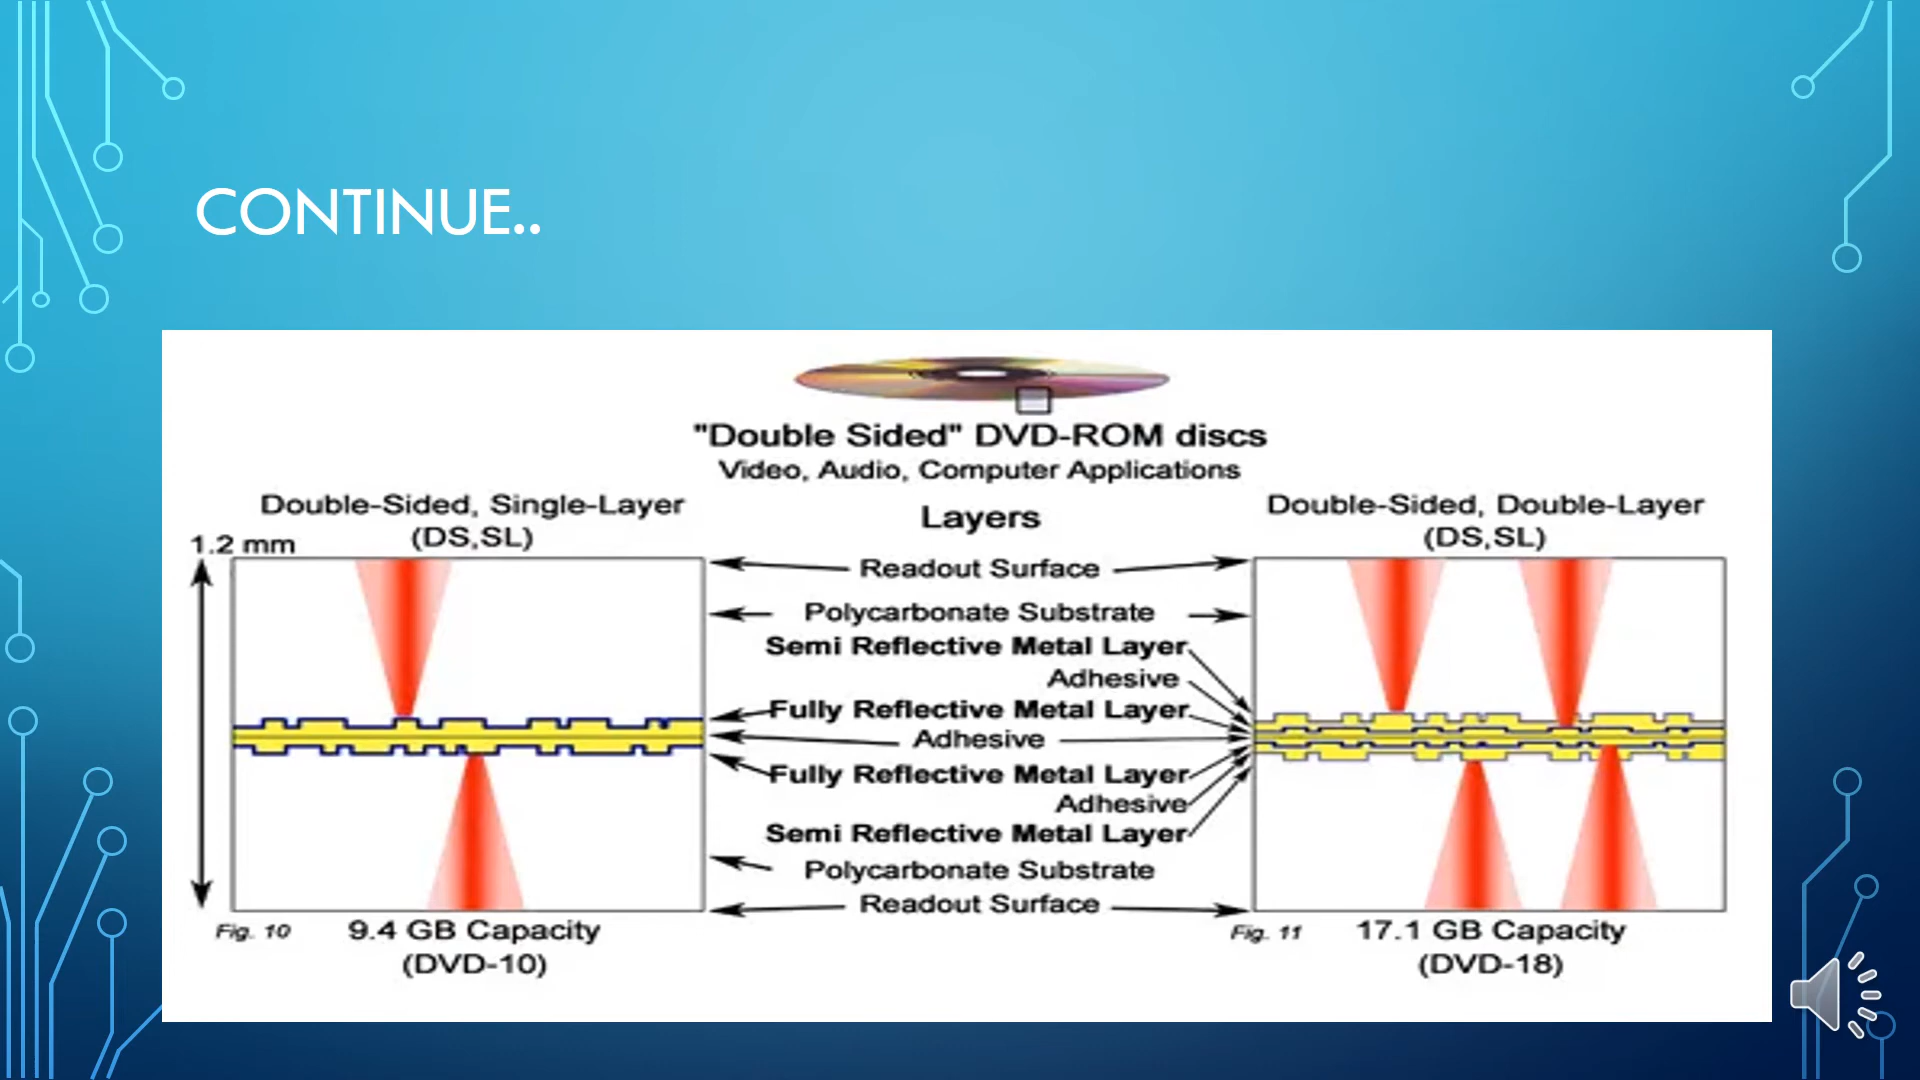 CONTINUE..
"Double Sided" DVD-ROM discs
Video, Audio, Computer Applications
Double-Sided, Single-Layer
(DS,SL)
1.2 mm
Layers
Double-Sided, Double-Layer
(DS,SL)
Readout Surface
Polycarbonate Substrate
Semi Reflective Metal Layer
Adhesive
Fully Reflective Metal Layer
Adhesive
Fully Reflective Metal Layer
Adhesive
Semi Reflective Metal Layer
Polycarbonate Substrate
Readout Surface
Fig. 10
9.4 GB Capacity
(DVD-10)
Fig. 11
17.1 GB Capacity
(DVD-18)